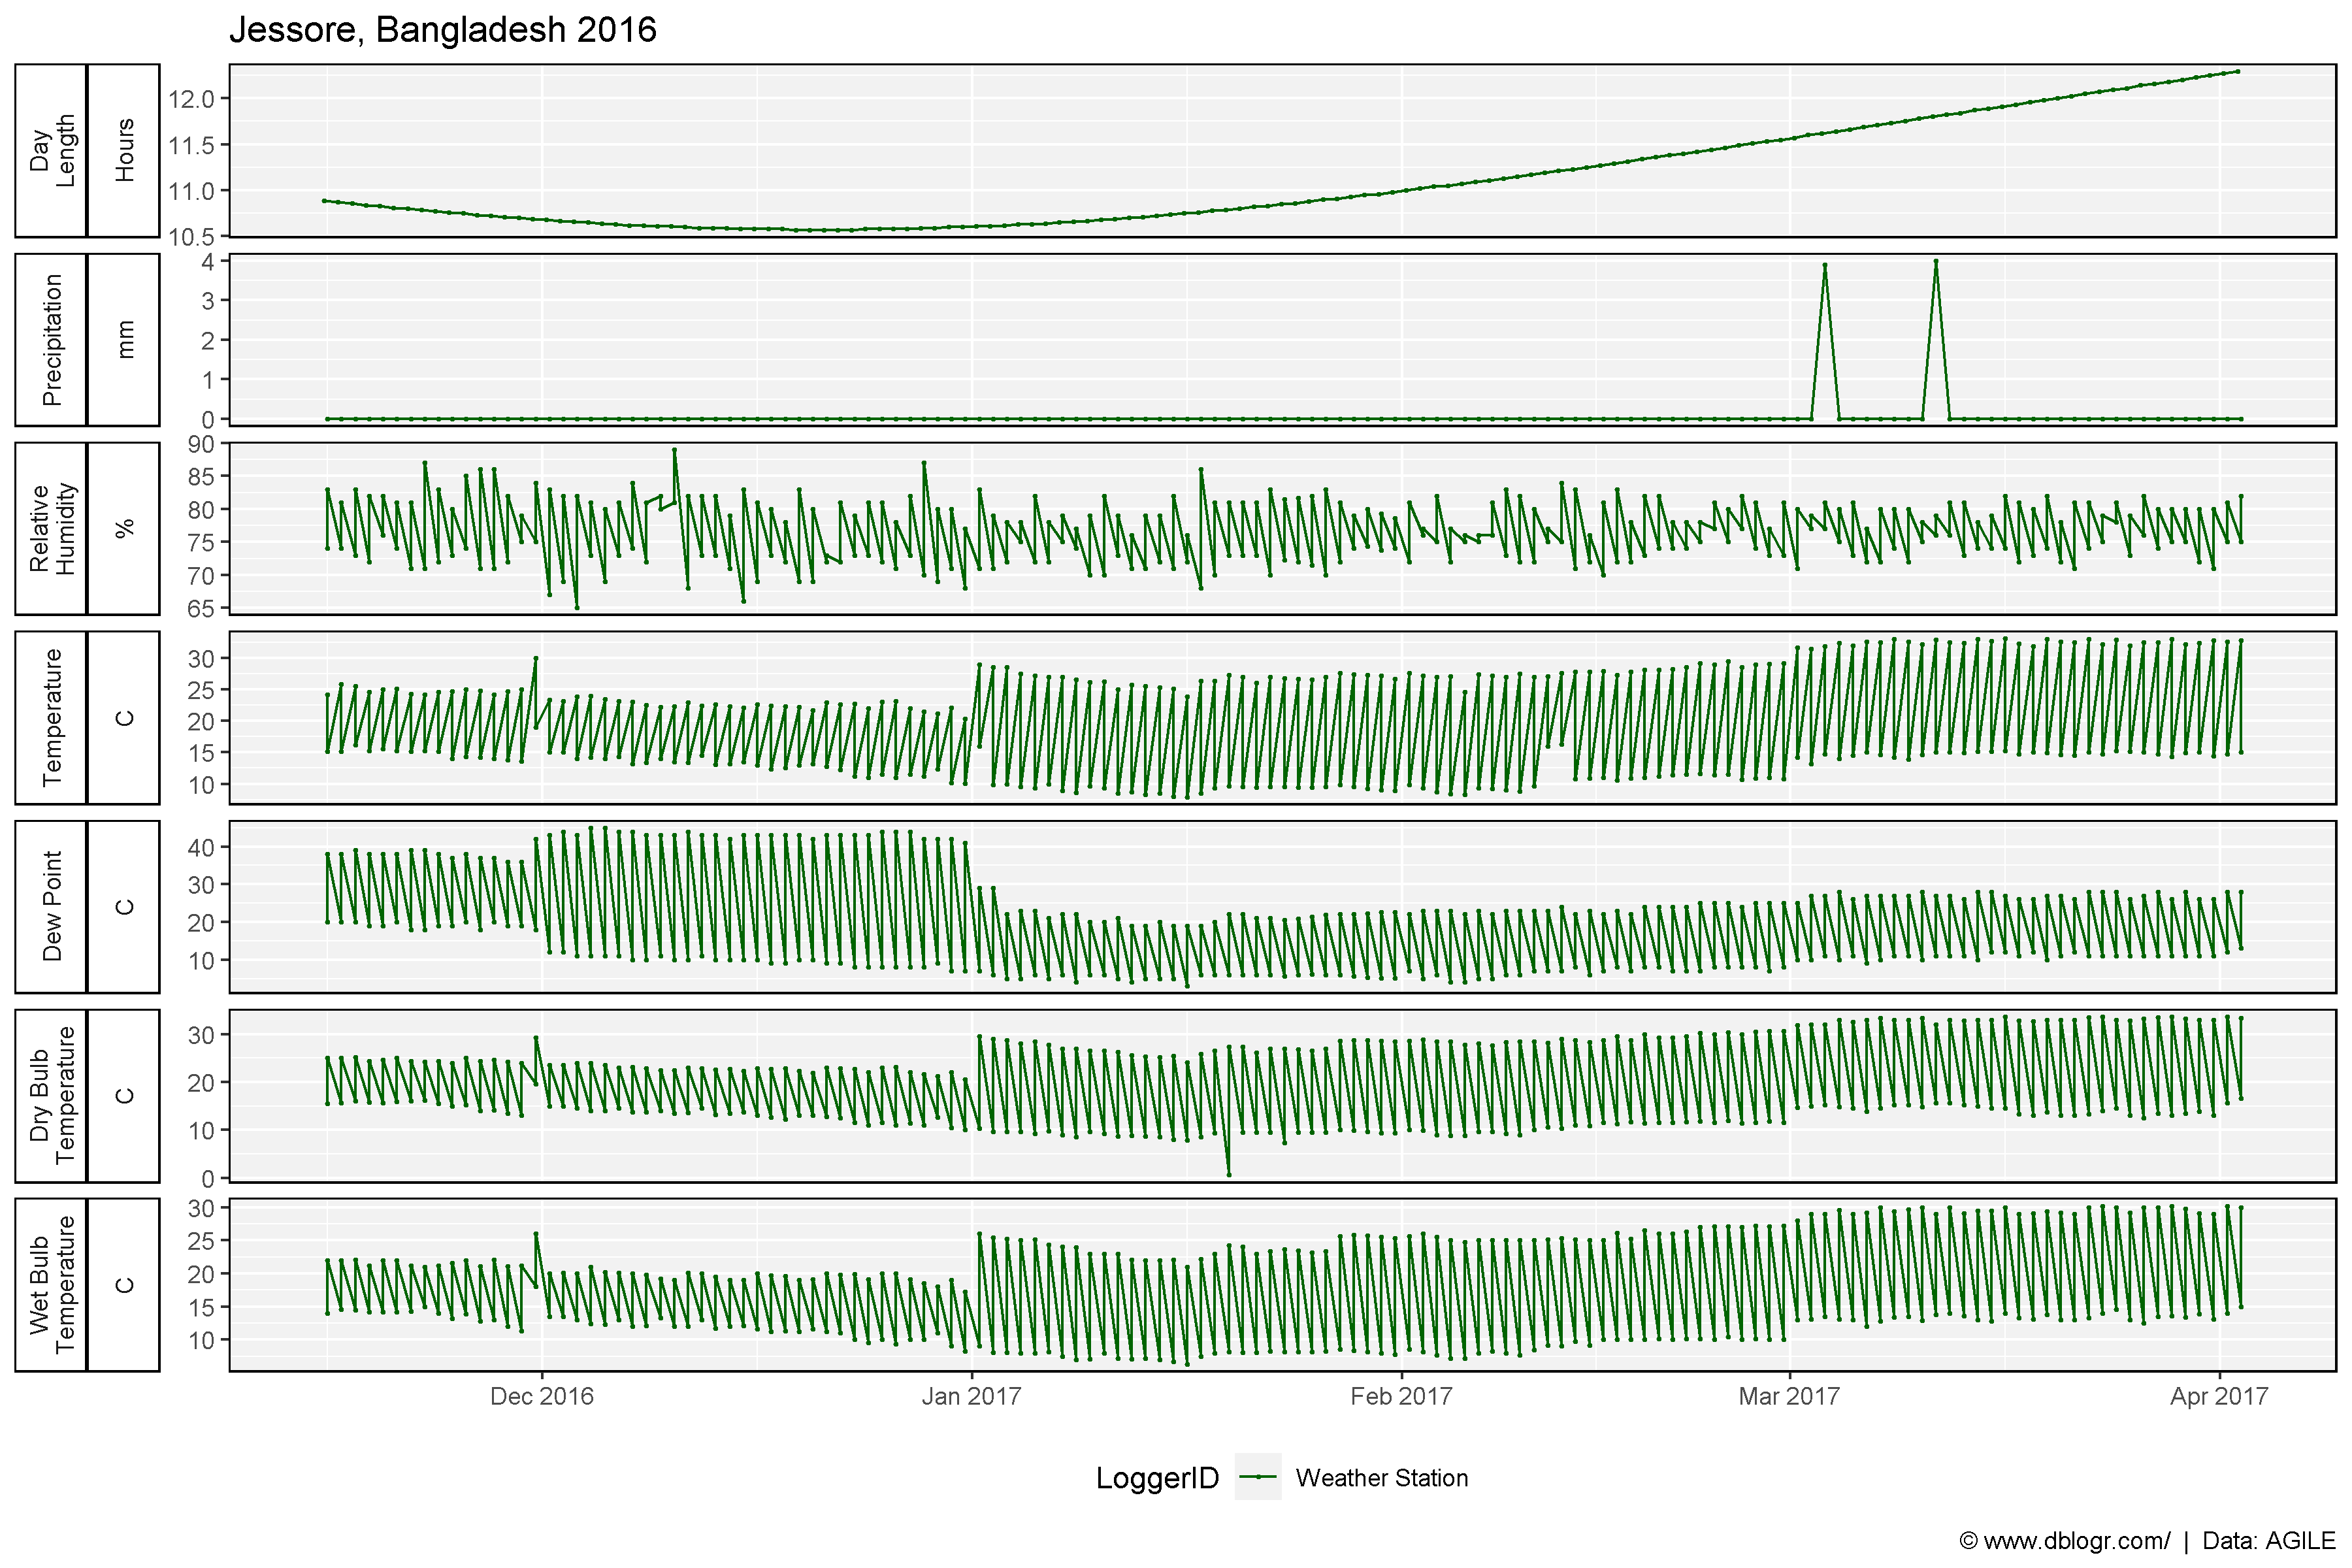 Jessore, Bangladesh 2016
Day
Length
Hours
12.0
11.5
11.0
10.5
Precipitation
mm
4
3
2
1
0
Relative
Humidity
%
90
85
80
75
70
65
Temperature
C
30
25
20
15
10
Dew Point
C
40
30
20
10
Dry Bulb
Temperature
C
30
20
10
0
Wet Bulb
Temperature
C
30
25
20
15
10
Dec 2016 Jan 2017 Feb 2017 Mar 2017 Apr 2017
LoggerID Weather Station
© www.dblogr.com/ | Data: AGILE